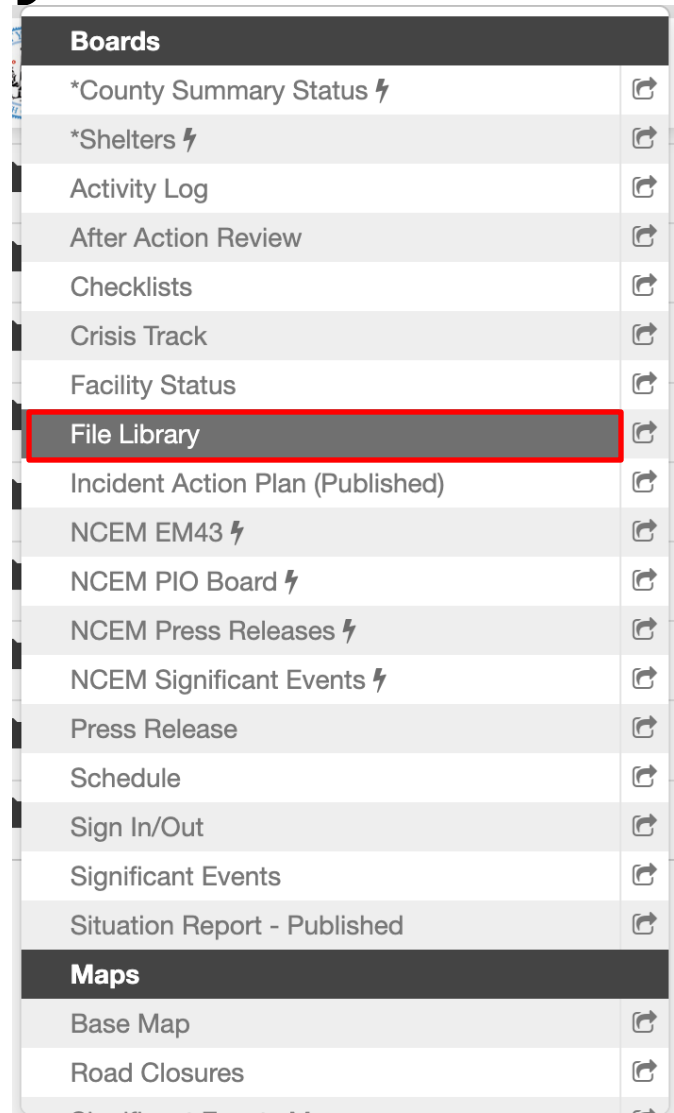 Boards
*County Summary Status
*Shelters
Activity Log
After Action Review
Checklists
Crisis Track
Facility Status
File Library
Incident Action Plan (Published)
NCEM EM43
NCEM PIO Board
NCEM Press Releases
NCEM Significant Events
Press Release
Schedule
Sign In/Out
Significant Events
Situation Report - Published
Maps
Base Map
Road Closures